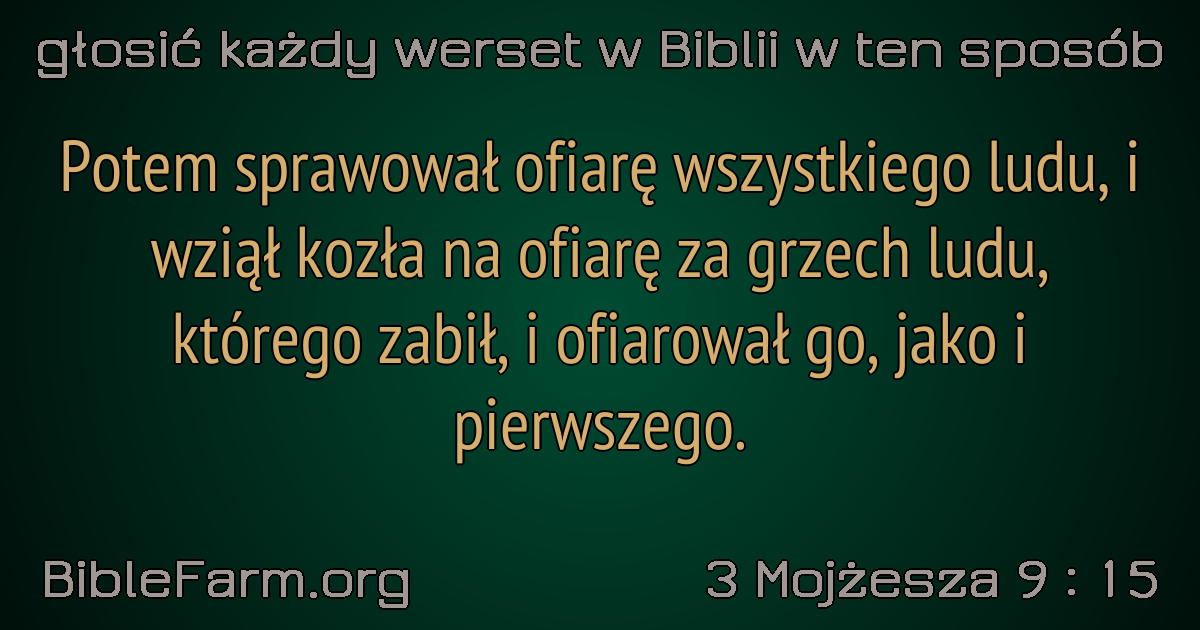 głosić każdy werset w Biblii w ten sposób
Potem sprawował ofiarę wszystkiego ludu, i
wziął kozła na ofiarę za grzech ludu,
którego zabił, i ofiarował go, jako i
pierwszego.
BibleFarm.org
3 Mojżesza 9 : 15